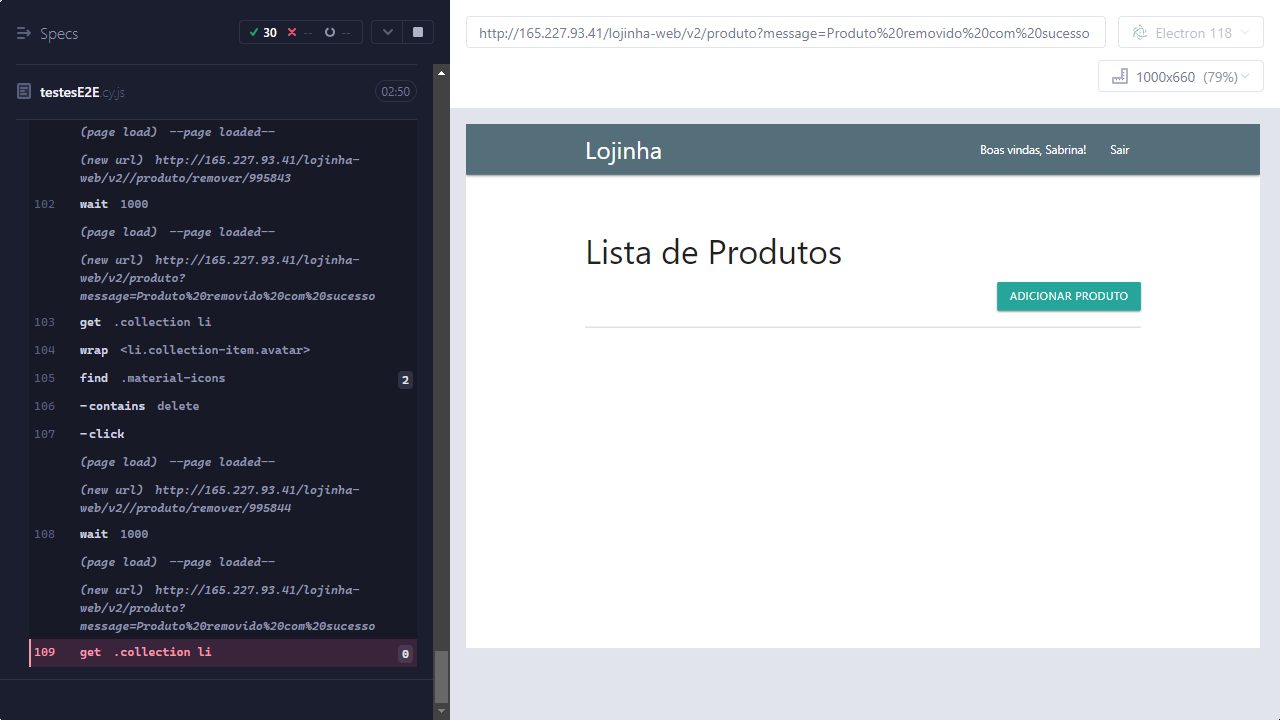 Specs
30 -- --
testesE2E.cy.js 02:50
(page load) --page loaded--
(new url) http://165.227.93.41/lojinha-
web/v2//produto/remover/995843
102 wait 1000
(page load) --page loaded--
(new url) http://165.227.93.41/lojinha-
web/v2/produto?
message=Produto%20removido%20com%20sucesso
103 get .collection li
104 wrap <li.collection-item.avatar>
105 find .material-icons 2
106 -contains delete
107 -click
(page load) --page loaded--
(new url) http://165.227.93.41/lojinha-
web/v2//produto/remover/995844
108 wait 1000
(page load) --page loaded--
(new url) http://165.227.93.41/lojinha-
web/v2/produto?
message=Produto%20removido%20com%20sucesso
109 get .collection li 0
http://165.227.93.41/lojinha-web/v2/produto?message=Produto%20removido%20com%20sucesso
Electron 118
1000x660 (79%)
Lojinha
Boas vindas, Sabrina! Sair
Lista de Produtos
ADICIONAR PRODUTO